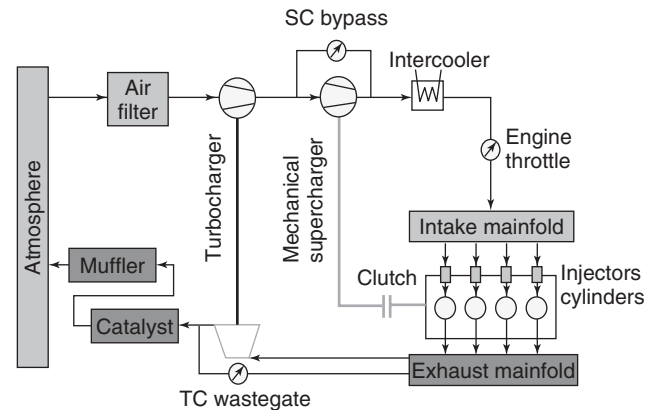 SC bypass
Intercooler
Air
filter
Engine
throttle
Atmosphere
Turbocharger
Mechanical
supercharger
Intake mainfold
Muffler
Clutch
Injectors
cylinders
Catalyst
Exhaust mainfold
TC wastegate